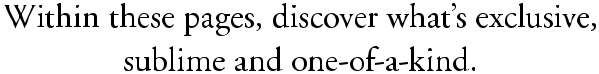 Within these pages, discover what’s exclusive,
sublime and one-of-a-kind.